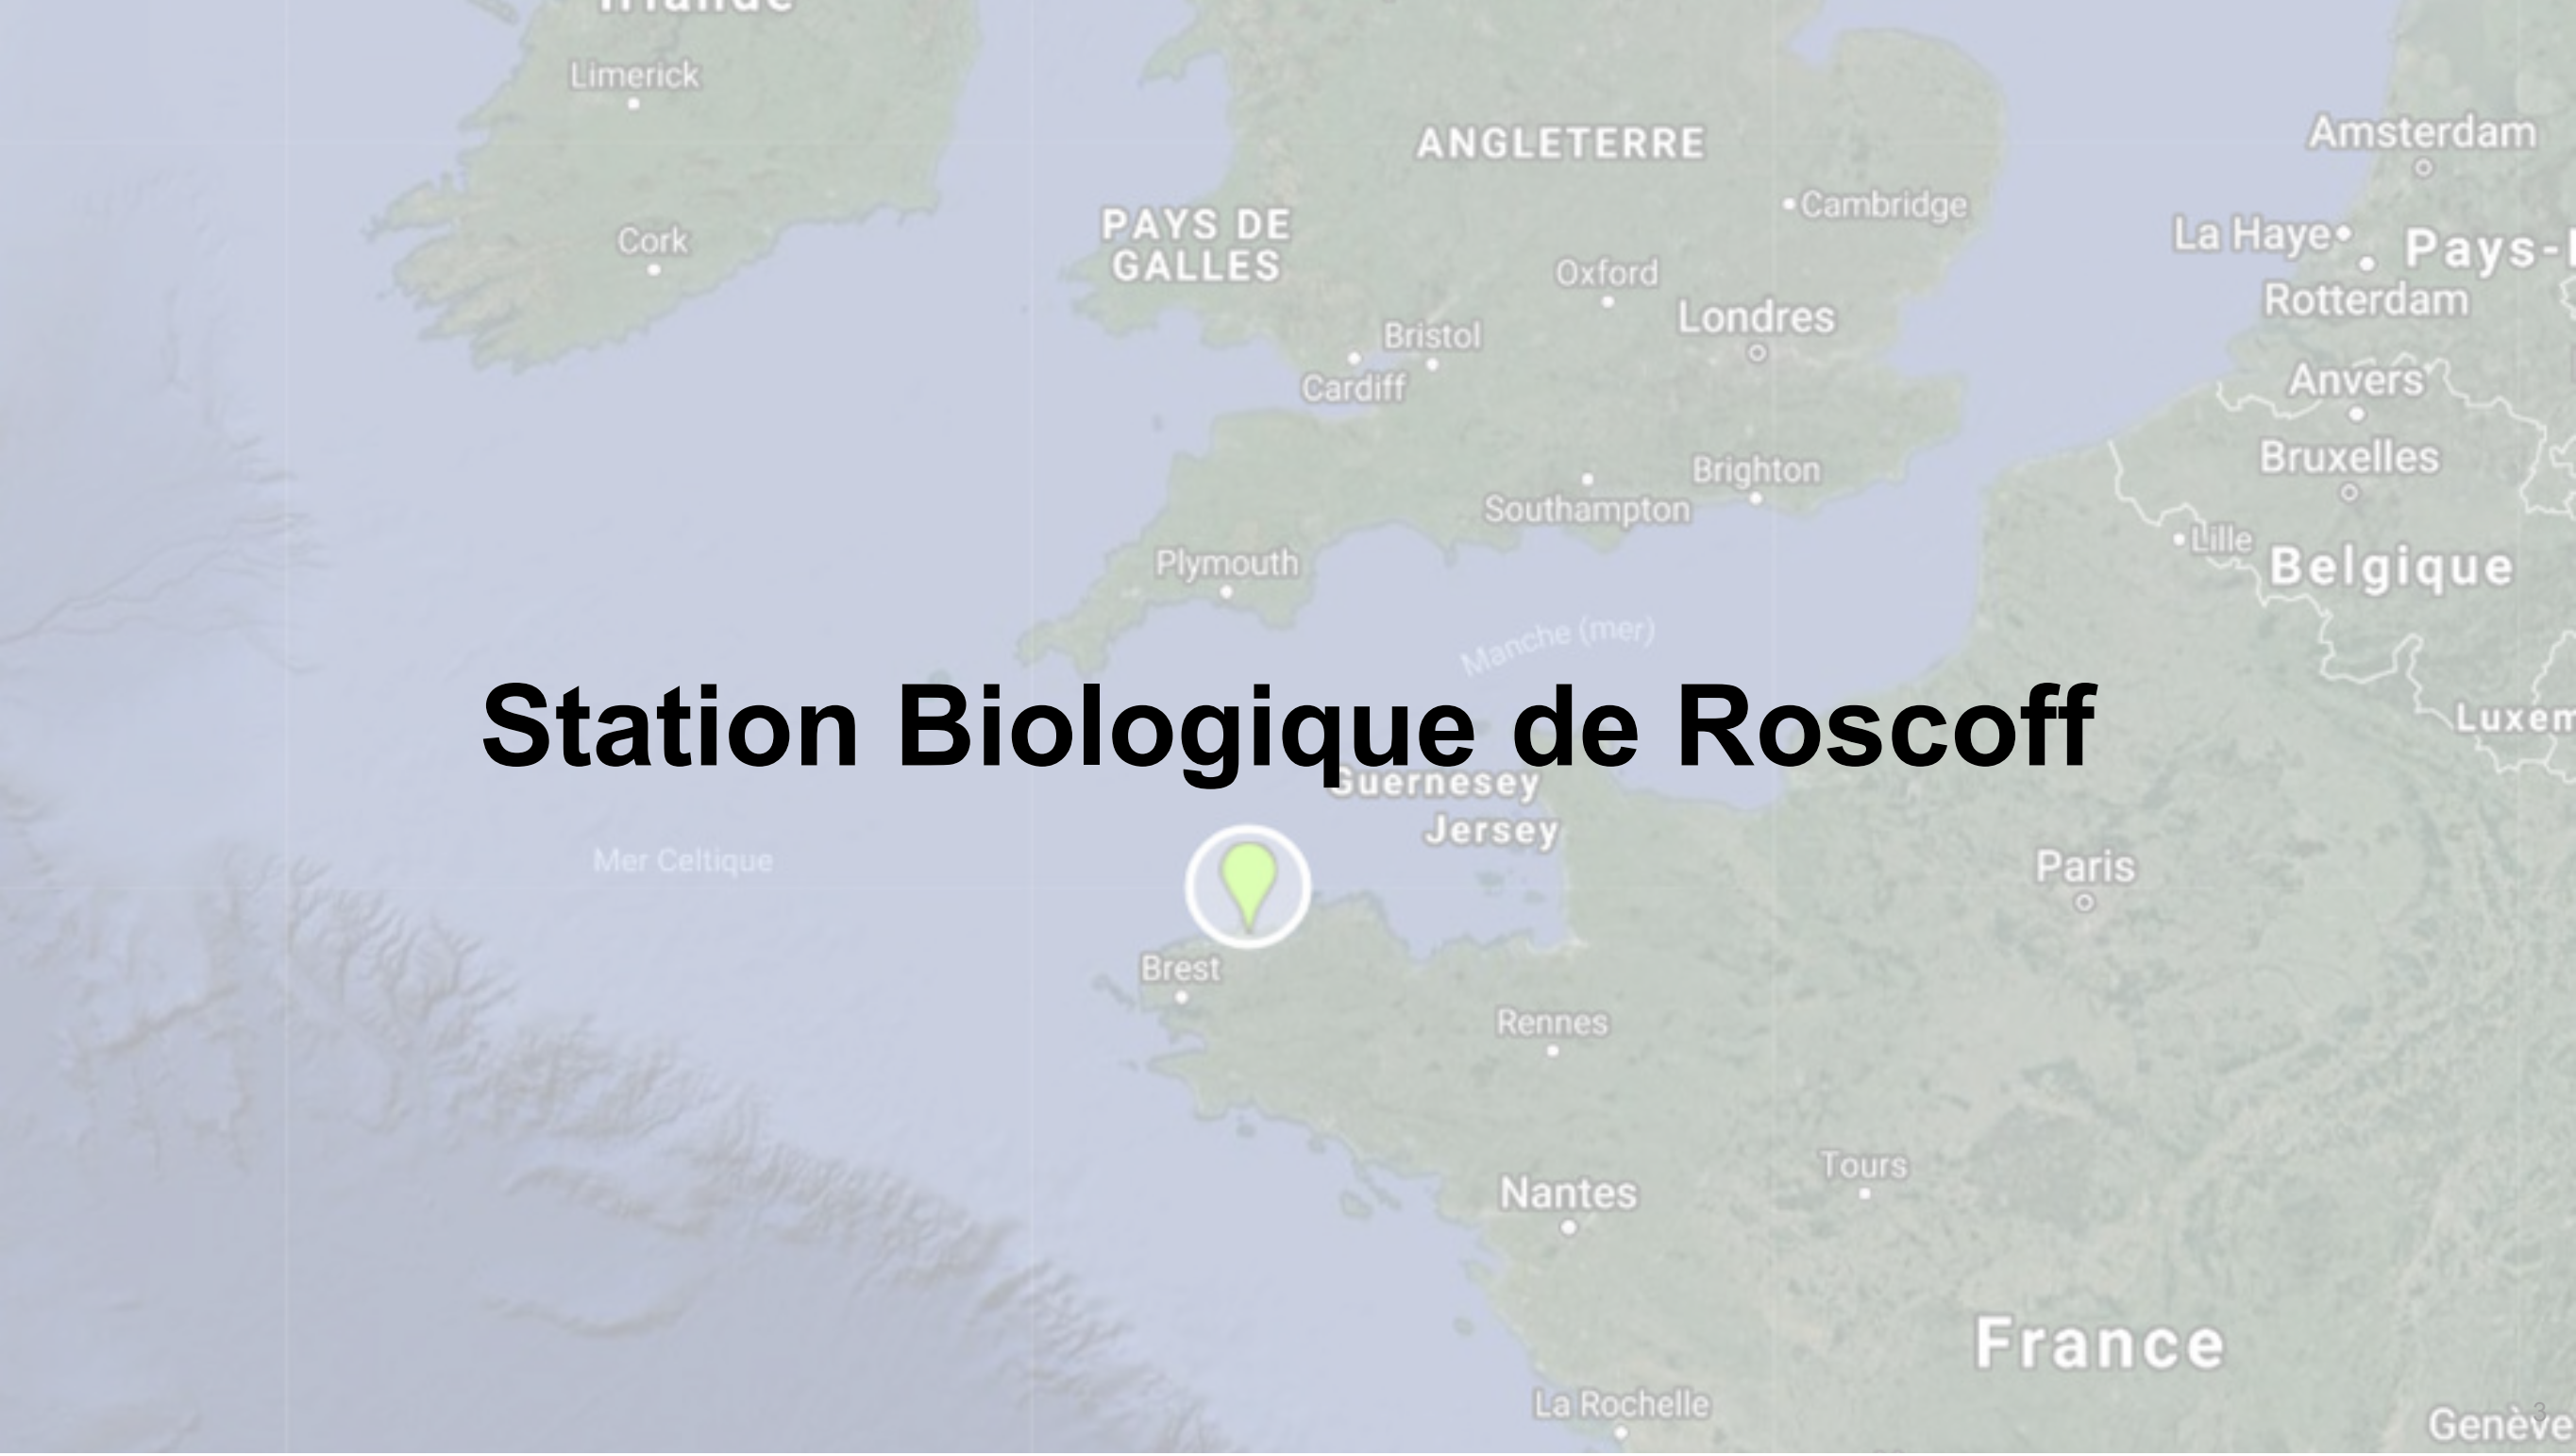 Limerick
ANGLETERRE
Amsterdam
Cambridge
PAYS DE
GALLES
La Haye
Cork
Oxford
Rotterdam
Londres
Bristol
Cardiff
Anvers
Bruxelles
Brighton
Southampton
Lille
Plymouth
Belgique
Manche (mer)
Station Biologique de Roscoff
Guernesey
Jersey
Mer Celtique
Paris
Brest
Rennes
Tours
Nantes
France
La Rochelle
Genève
3